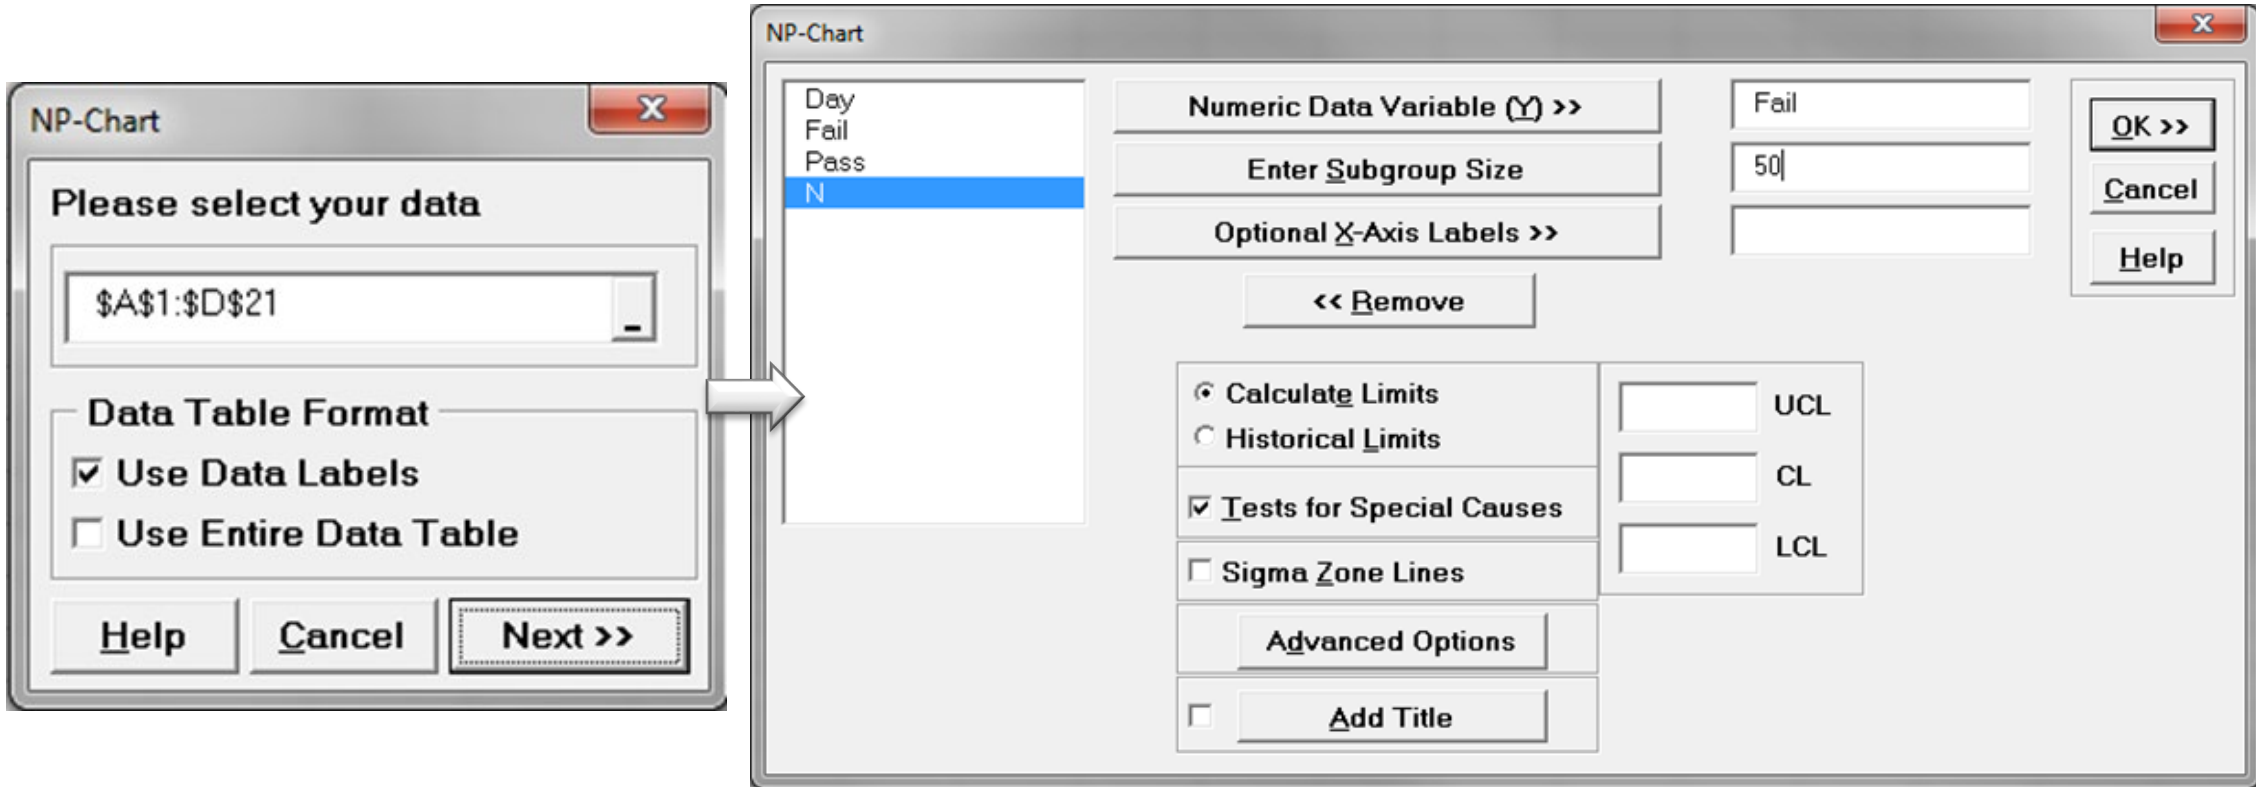 NP-Chart
Please select your data
$A$1:$D$21
Data Table Format
Use Data Labels
Use Entire Data Table
Help
Cancel
Next >>
NP-Chart
Day
Fail
Pass
N
Numeric Data Variable (Y) >>
Fail
Enter Subgroup Size
50
Optional X-Axis Labels >>
<< Remove
OK >>
Cancel
Help
Calculate Limits
Historical Limits
Tests for Special Causes
Sigma Zone Lines
Advanced Options
Add Title
UCL
CL
LCL